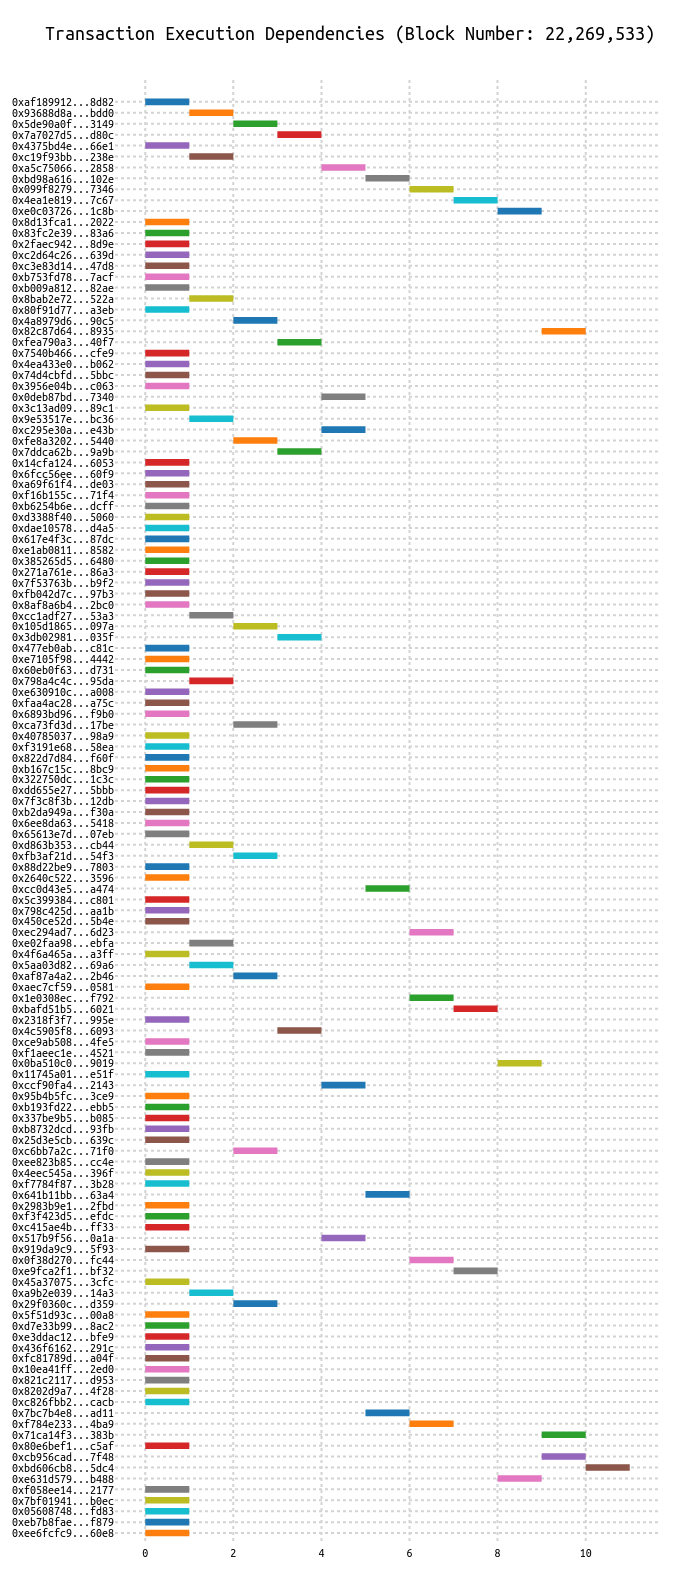 Transaction Execution Dependencies (Block Number: 22,269,533)
0xaf189912...8d82
0x93688d8a...bdd0
0x5de90a0f...3149
0x7a7027d5...d80c
0x4375bd4e...66e1
0xc19f93bb...238e
0xa5c75066...2858
0xbd98a616...102e
0x099f8279...7346
0x4ea1e819...7c67
0xe0c03726...1c8b
0x8d13fca1...2022
0x83fc2e39...83a6
0x2faec942...8d9e
0xc2d64c26...639d
0xc3e83d14...47d8
0xb753fd78...7acf
0xb009a812...82ae
0x8bab2e72...522a
0x80f91d77...a3eb
0x4a8979d6...90c5
0x82c87d64...8935
0xfea790a3...40f7
0x7540b466...cfe9
0x4ea433e0...b062
0x74d4cbfd...5bbc
0x3956e04b...c063
0x0deb87bd...7340
0x3c13ad09...89c1
0x9e53517e...bc36
0xc295e30a...e43b
0xfe8a3202...5440
0x7ddca62b...9a9b
0x14cfa124...6053
0x6fcc56ee...60f9
0xa69f61f4...de03
0xf16b155c...71f4
0xb6254b6e...dcff
0xd3388f40...5060
0xdae10578...d4a5
0x617e4f3c...87dc
0xe1ab0811...8582
0x385265d5...6480
0x271a761e...86a3
0x7f53763b...b9f2
0xfb042d7c...97b3
0x8af8a6b4...2bc0
0xcc1adf27...53a3
0x105d1865...097a
0x3db02981...035f
0x477eb0ab...c81c
0xe7105f98...4442
0x60eb0f63...d731
0x798a4c4c...95da
0xe630910c...a008
0xfaa4ac28...a75c
0x6893bd96...f9b0
0xca73fd3d...17be
0x40785037...98a9
0xf3191e68...58ea
0x822d7d84...f60f
0xb167c15c...8bc9
0x322750dc...1c3c
0xdd655e27...5bbb
0x7f3c8f3b...12db
0xb2da949a...f30a
0x6ee8da63...5418
0x65613e7d...07eb
0xd863b353...cb44
0xfb3af21d...54f3
0x88d22be9...7803
0x2640c522...3596
0xcc0d43e5...a474
0x5c399384...c801
0x798c425d...aa1b
0x450ce52d...5b4e
0xec294ad7...6d23
0xe02faa98...ebfa
0x4f6a465a...a3ff
0x5aa03d82...69a6
0xaf87a4a2...2b46
0xaec7cf59...0581
0x1e0308ec...f792
0xbafd51b5...6021
0x2318f3f7...995e
0x4c5905f8...6093
0xce9ab508...4fe5
0xf1aeec1e...4521
0x0ba510c0...9019
0x11745a01...e51f
0xccf90fa4...2143
0x95b4b5fc...3ce9
0xb193fd22...ebb5
0x337be9b5...b085
0xb8732dcd...93fb
0x25d3e5cb...639c
0xc6bb7a2c...71f0
0xee823b85...cc4e
0x4eec545a...396f
0xf7784f87...3b28
0x641b11bb...63a4
0x2983b9e1...2fbd
0xf3f423d5...efdc
0xc415ae4b...ff33
0x517b9f56...0a1a
0x919da9c9...5f93
0x0f38d270...fc44
0xe9fca2f1...bf32
0x45a37075...3cfc
0xa9b2e039...14a3
0x29f0360c...d359
0x5f51d93c...00a8
0xd7e33b99...8ac2
0xe3ddac12...bfe9
0x436f6162...291c
0xfc81789d...a04f
0x10ea41ff...2ed0
0x821c2117...d953
0x8202d9a7...4f28
0xc826fbb2...cacb
0x7bc7b4e8...ad11
0xf784e233...4ba9
0x71ca14f3...383b
0x80e6bef1...c5af
0xcb956cad...7f48
0xbd606cb8...5dc4
0xe631d579...b488
0xf058ee14...2177
0x7bf01941...b0ec
0x05608748...fd83
0xeb7b8fae...f879
0xee6fcfc9...60e8
0 2 4 6 8 10